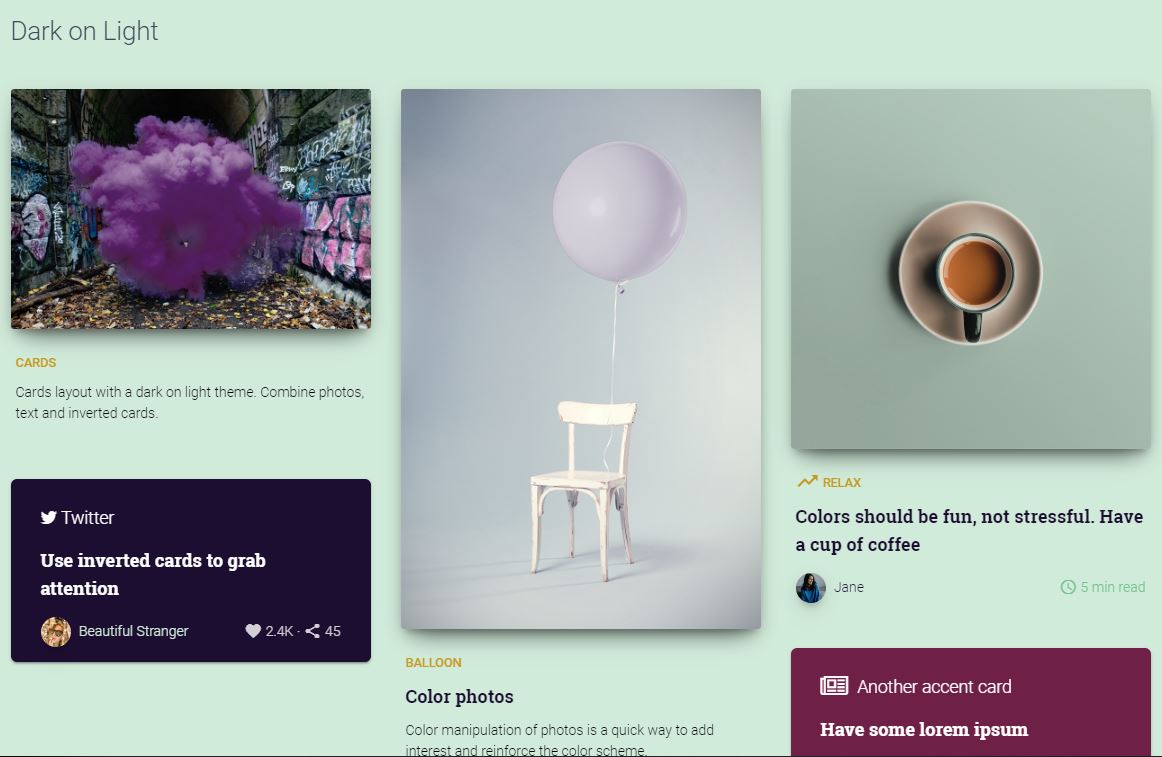 Dark on Light
CARDS
Cards layout with a dark on light theme. Combine photos,
text and inverted cards.
Twitter
Use inverted cards to grab
attention
Beautiful Stranger
2.4K · 45
BALLOON
Color photos
Color manipulation of photos is a quick way to add
interest and reinforce the color scheme.
RELAX
Colors should be fun, not stressful. Have
a cup of coffee
Jane
5 min read
Another accent card
Have some lorem ipsum